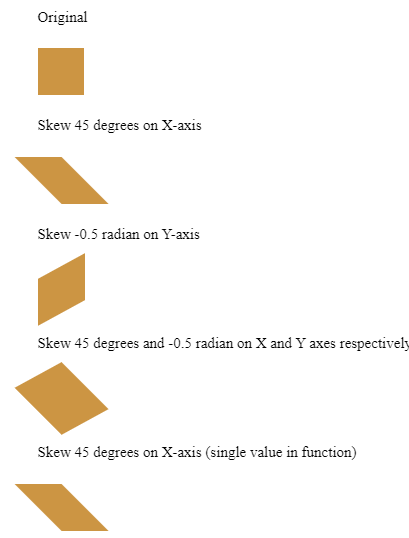 Original
Skew 45 degrees on X-axis
Skew -0.5 radian on Y-axis
Skew 45 degrees and -0.5 radian on X and Y axes respectively
Skew 45 degrees on X-axis (single value in function)